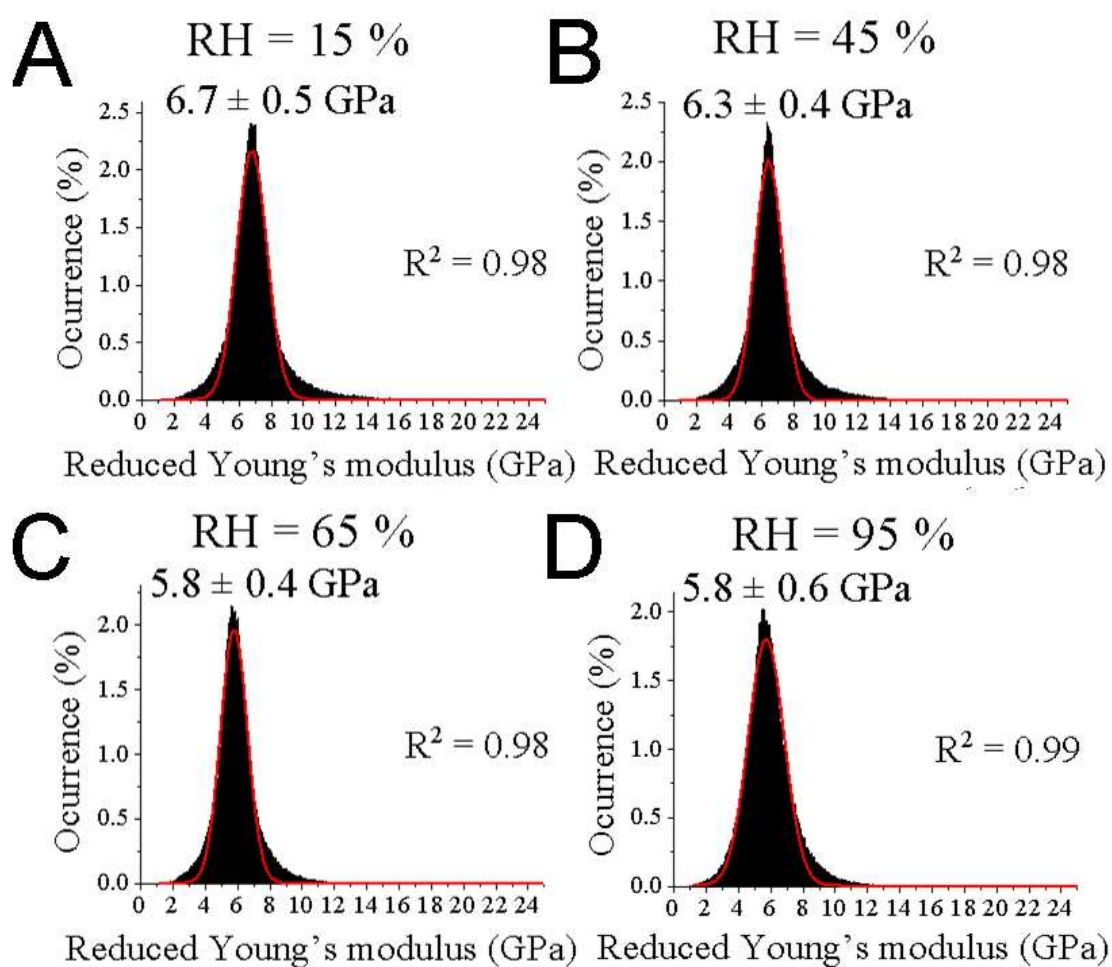 A
RH = 15 %
6.7 ± 0.5 GPa
2.5
2.0
1.5
1.0
0.5
0.0
Ocurrence (%)
R² = 0.98
0 2 4 6 8 10 12 14 16 18 20 22 24
Reduced Young’s modulus (GPa)
B
RH = 45 %
6.3 ± 0.4 GPa
2.5
2.0
1.5
1.0
0.5
0.0
Ocurrence (%)
R² = 0.98
0 2 4 6 8 10 12 14 16 18 20 22 24
Reduced Young’s modulus (GPa)
C
RH = 65 %
5.8 ± 0.4 GPa
2.0
1.5
1.0
0.5
0.0
Ocurrence (%)
R² = 0.98
0 2 4 6 8 10 12 14 16 18 20 22 24
Reduced Young’s modulus (GPa)
D
RH = 95 %
5.8 ± 0.6 GPa
2.0
1.5
1.0
0.5
0.0
Ocurrence (%)
R² = 0.99
0 2 4 6 8 10 12 14 16 18 20 22 24
Reduced Young’s modulus (GPa)